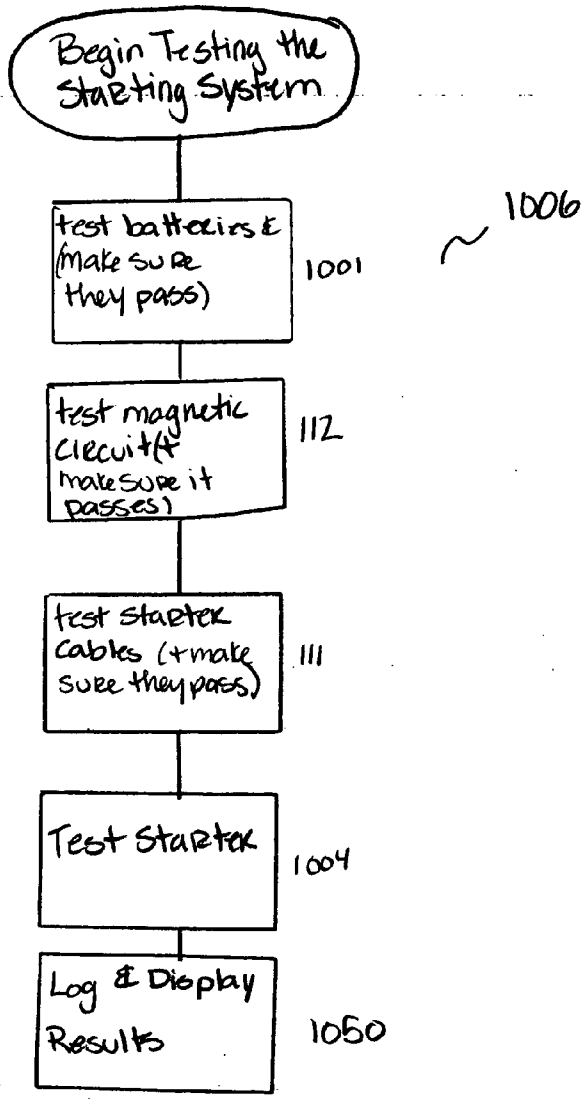 Begin Testing the
Starting System
1006
test batteries &
(make sure
they pass)
1001
test magnetic
circuit (+
make sure it
passes)
112
test starter
cables (+ make
sure they pass)
111
Test Starter
1004
Log & Display
Results
1050